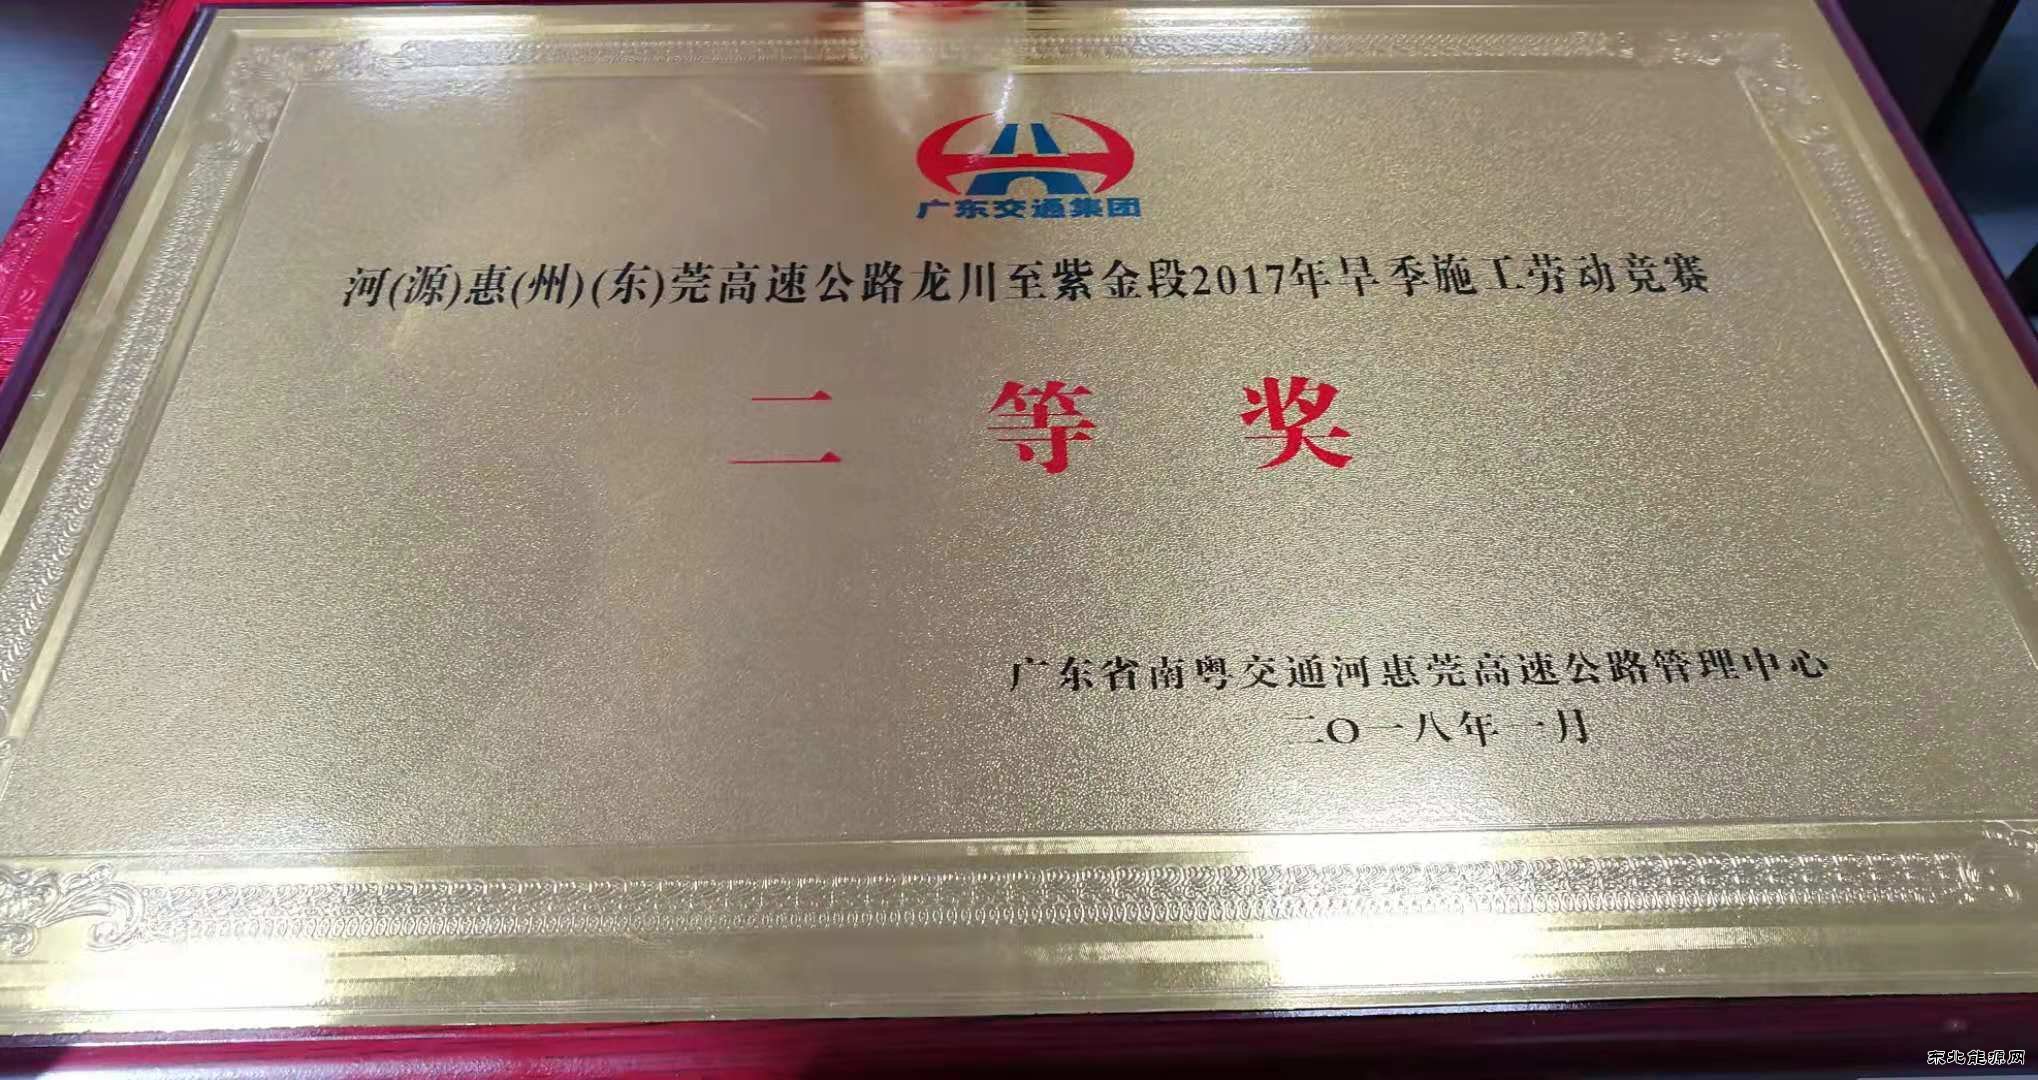 广东交通集团
河(源)惠(州)(东)莞高速公路龙川至紫金段2017年旱季施工劳动竞赛
二等奖
广东省南粤交通河惠莞高速公路管理中心
二〇一八年一月
东北能源网